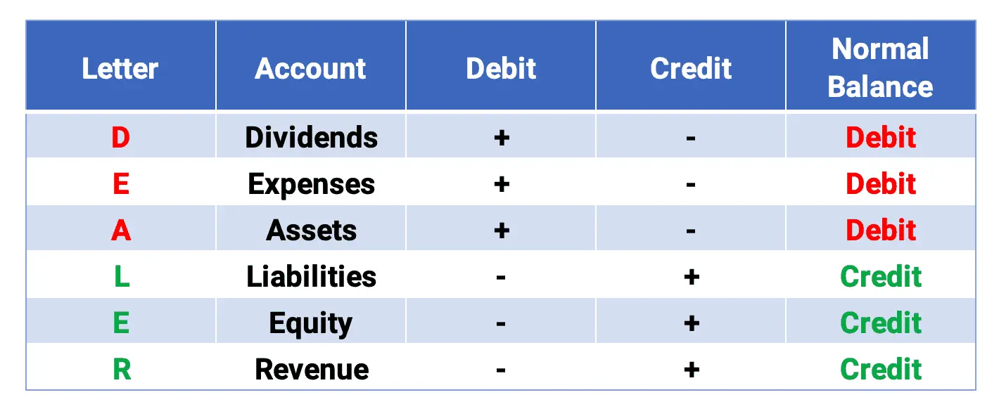 Letter Account Debit Credit Normal Balance
D Dividends + - Debit
E Expenses + - Debit
A Assets + - Debit
L Liabilities - + Credit
E Equity - + Credit
R Revenue - + Credit